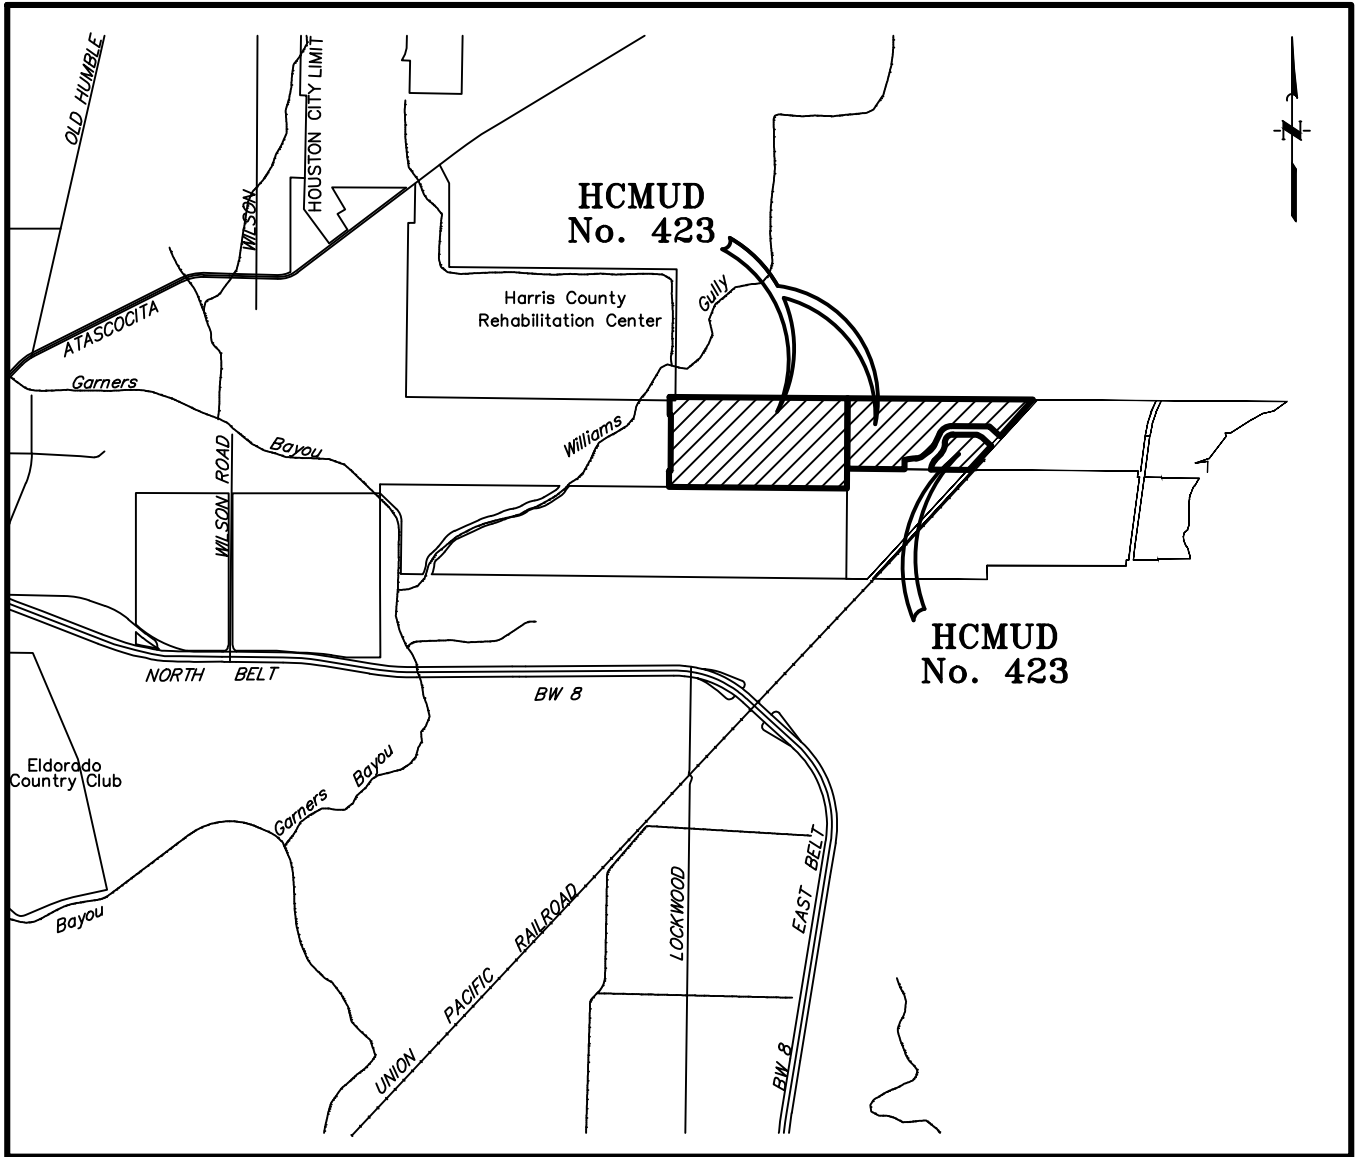 OLD HUMBLE
HOUSTON CITY LIMIT
WILSON
N
HCMUD
No. 423
Harris County
Rehabilitation Center
Gully
ATASCOCITA
Garners
Bayou
Williams
WILSON ROAD
HCMUD
No. 423
NORTH BELT
BW 8
Eldorado
Country Club
Garners Bayou
Bayou
EAST BELT
LOCKWOOD
UNION PACIFIC RAILROAD
BW 8